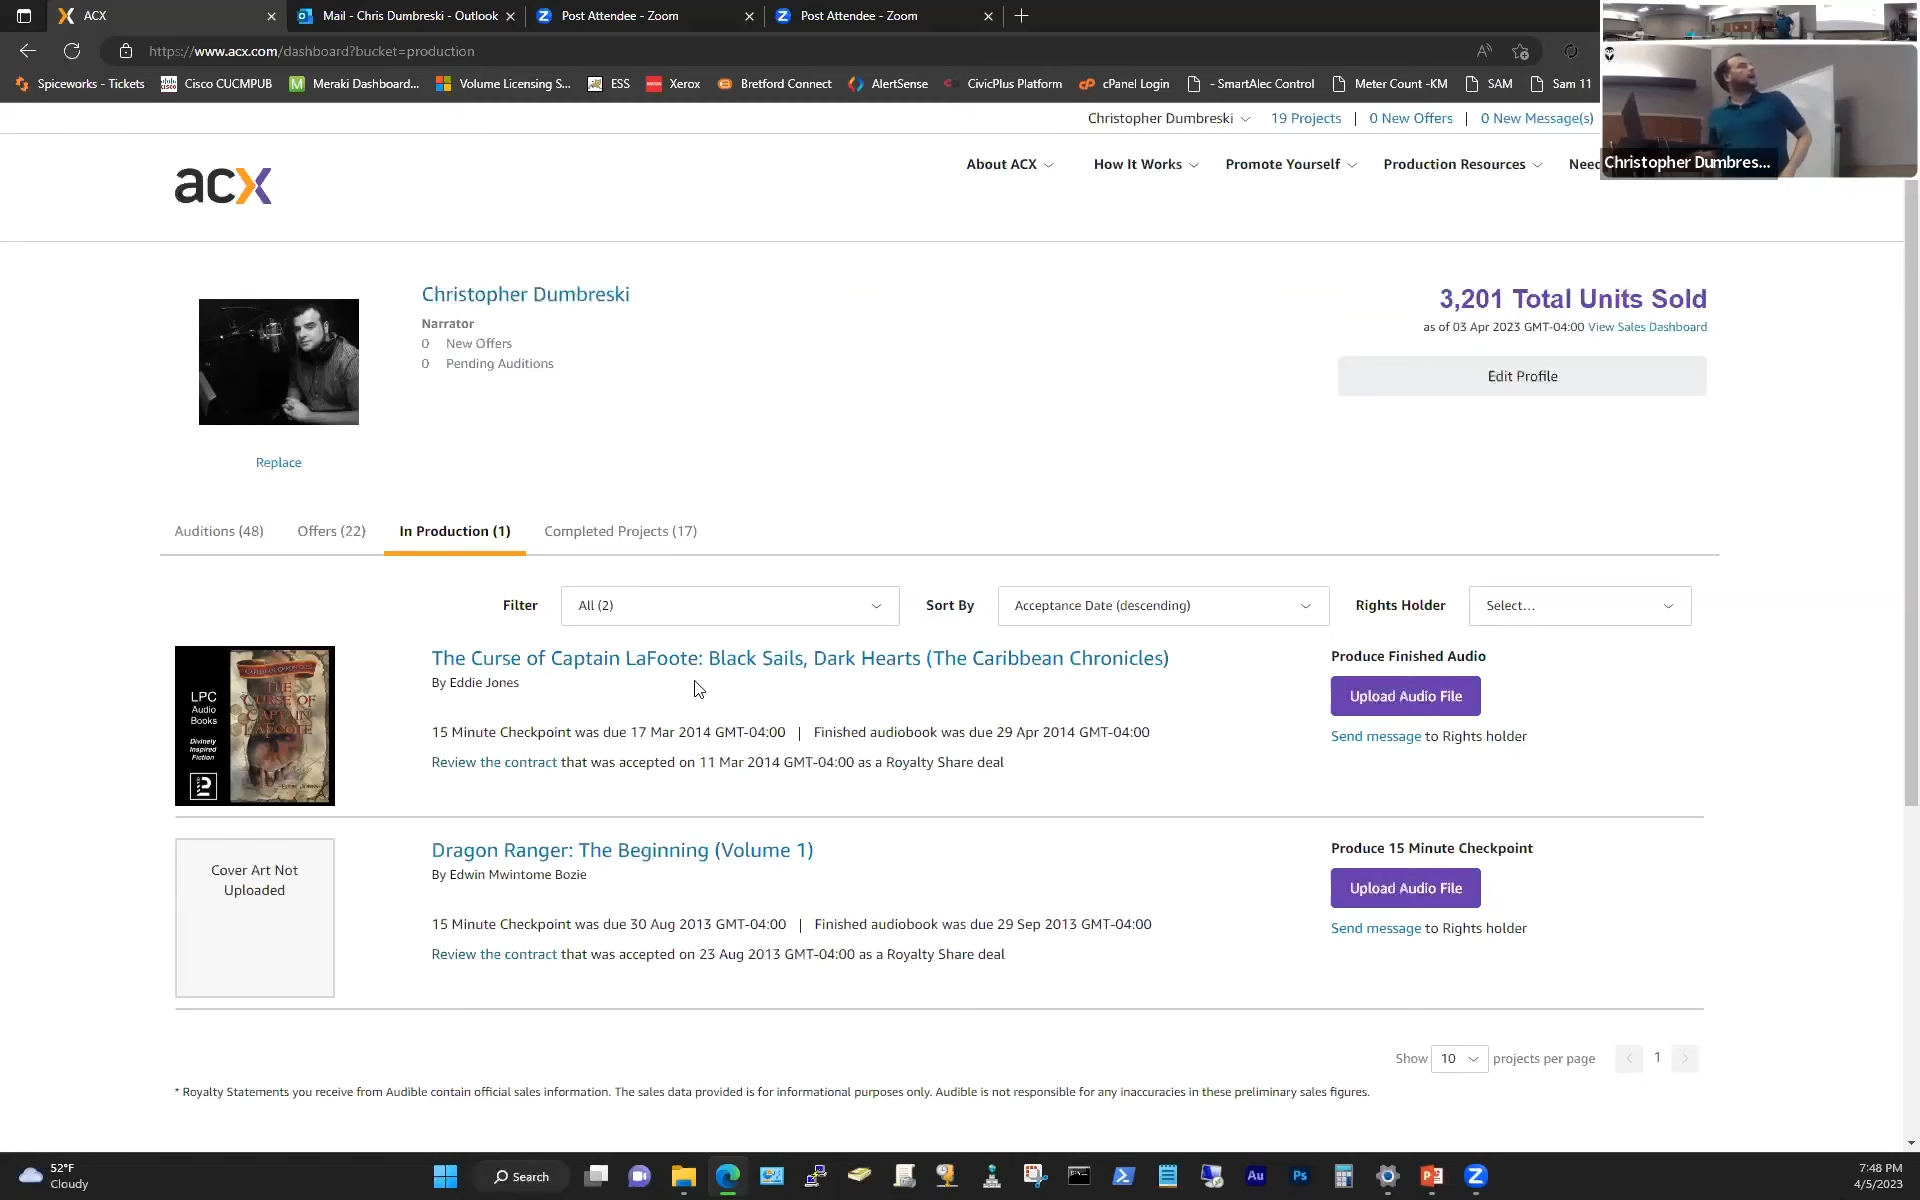 ACX
Mail - Chris Dumbreski - Outlook
Post Attendee - Zoom
Post Attendee - Zoom
https://www.acx.com/dashboard?bucket=production
Spiceworks - Tickets
Cisco CUCMPUB
Meraki Dashboard...
Volume Licensing S...
ESS
Xerox
Bretford Connect
AlertSense
CivicPlus Platform
cPanel Login
- SmartAlec Control
Meter Count -KM
SAM
Sam 11
Christopher Dumbres...
Christopher Dumbreski
19 Projects | 0 New Offers | 0 New Message(s)
acx
About ACX
How It Works
Promote Yourself
Production Resources
Nee
Christopher Dumbreski
Narrator
0 New Offers
0 Pending Auditions
Replace
3,201 Total Units Sold
as of 03 Apr 2023 GMT-04:00 View Sales Dashboard
Edit Profile
Auditions (48)
Offers (22)
In Production (1)
Completed Projects (17)
Filter
All (2)
Sort By
Acceptance Date (descending)
Rights Holder
Select...
LPC
Audio
Books
Divinely
Inspired
Fiction
CARIBBEAN CHRONICLES
THE
CURSE OF
CAPTAIN
LAFOOTE
The Curse of Captain LaFoote: Black Sails, Dark Hearts (The Caribbean Chronicles)
By Eddie Jones
15 Minute Checkpoint was due 17 Mar 2014 GMT-04:00 | Finished audiobook was due 29 Apr 2014 GMT-04:00
Review the contract that was accepted on 11 Mar 2014 GMT-04:00 as a Royalty Share deal
Produce Finished Audio
Upload Audio File
Send message to Rights holder
Cover Art Not
Uploaded
Dragon Ranger: The Beginning (Volume 1)
By Edwin Mwintome Bozie
15 Minute Checkpoint was due 30 Aug 2013 GMT-04:00 | Finished audiobook was due 29 Sep 2013 GMT-04:00
Review the contract that was accepted on 23 Aug 2013 GMT-04:00 as a Royalty Share deal
Produce 15 Minute Checkpoint
Upload Audio File
Send message to Rights holder
Show 10 projects per page
1
* Royalty Statements you receive from Audible contain official sales information. The sales data provided is for informational purposes only. Audible is not responsible for any inaccuracies in these preliminary sales figures.
52°F
Cloudy
Search
Au
Ps
7:48 PM
4/5/2023